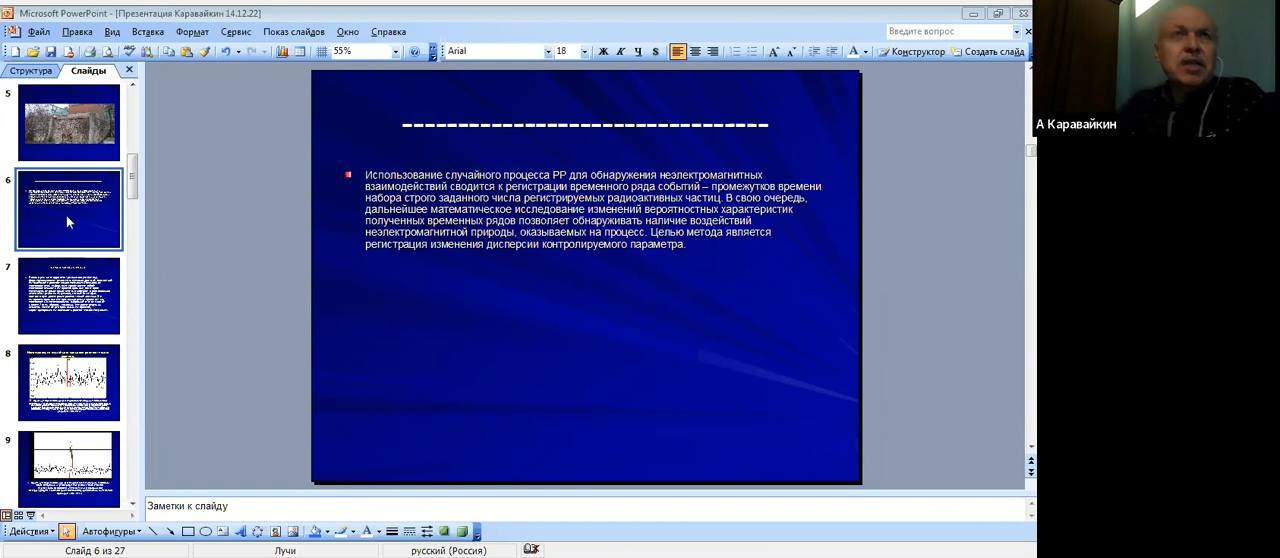 Microsoft PowerPoint - [Презентация Каравайкин 14.12.22]
Файл Правка Вид Вставка Формат Сервис Показ слайдов Окно Справка
Введите вопрос
55%
Arial
18
Ж К Ч S
Конструктор
Создать слайд
Структура
Слайды
5
6
7
8
9
Использование случайного процесса РР для обнаружения неэлектромагнитных
взаимодействий сводится к регистрации временного ряда событий – промежутков времени
набора строго заданного числа регистрируемых радиоактивных частиц. В свою очередь,
дальнейшее математическое исследование изменений вероятностных характеристик
полученных временных рядов позволяет обнаруживать наличие воздействий
неэлектромагнитной природы, оказываемых на процесс. Целью метода является
регистрация изменения дисперсии контролируемого параметра.
А Каравайкин
Заметки к слайду
Действия
Автофигуры
Слайд 6 из 27
Лучи
русский (Россия)